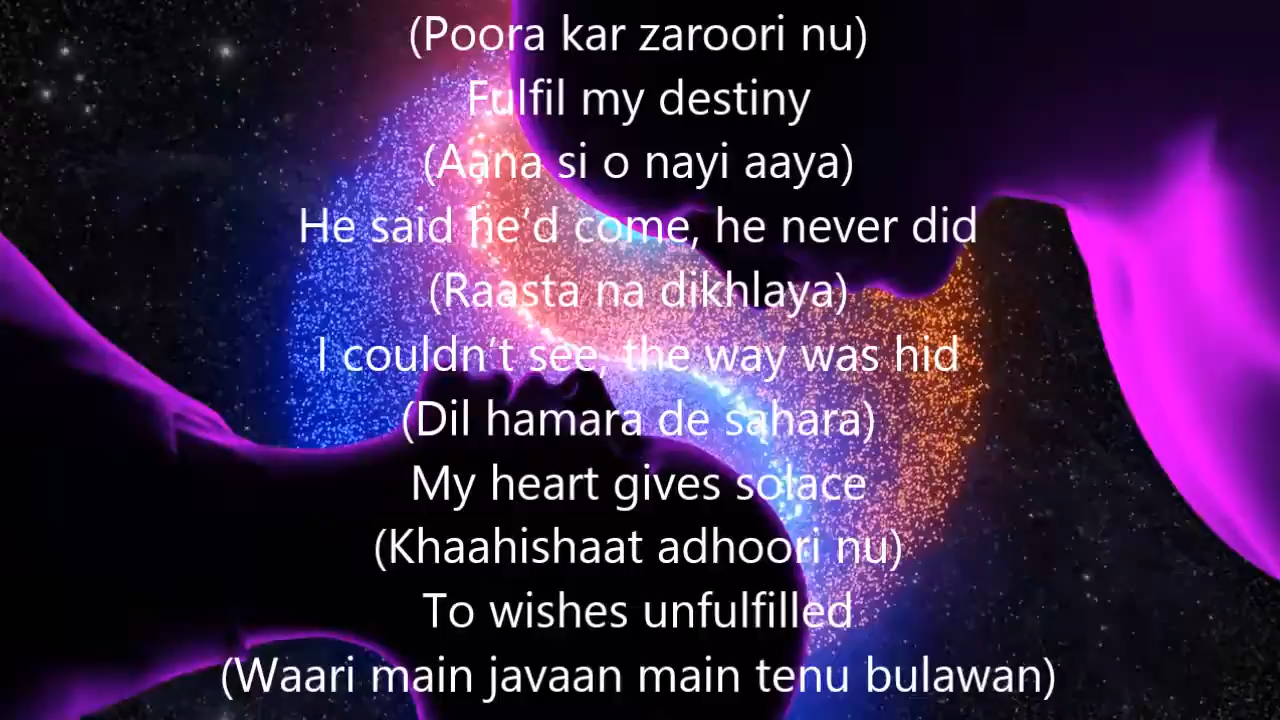 (Poora kar zaroori nu)
Fulfil my destiny
(Aana si o nayi aaya)
He said he’d come, he never did
(Raasta na dikhlaya)
I couldn’t see, the way was hid
(Dil hamara de sahara)
My heart gives solace
(Khaahishaat adhoori nu)
To wishes unfulfilled
(Waari main javaan main tenu bulawan)